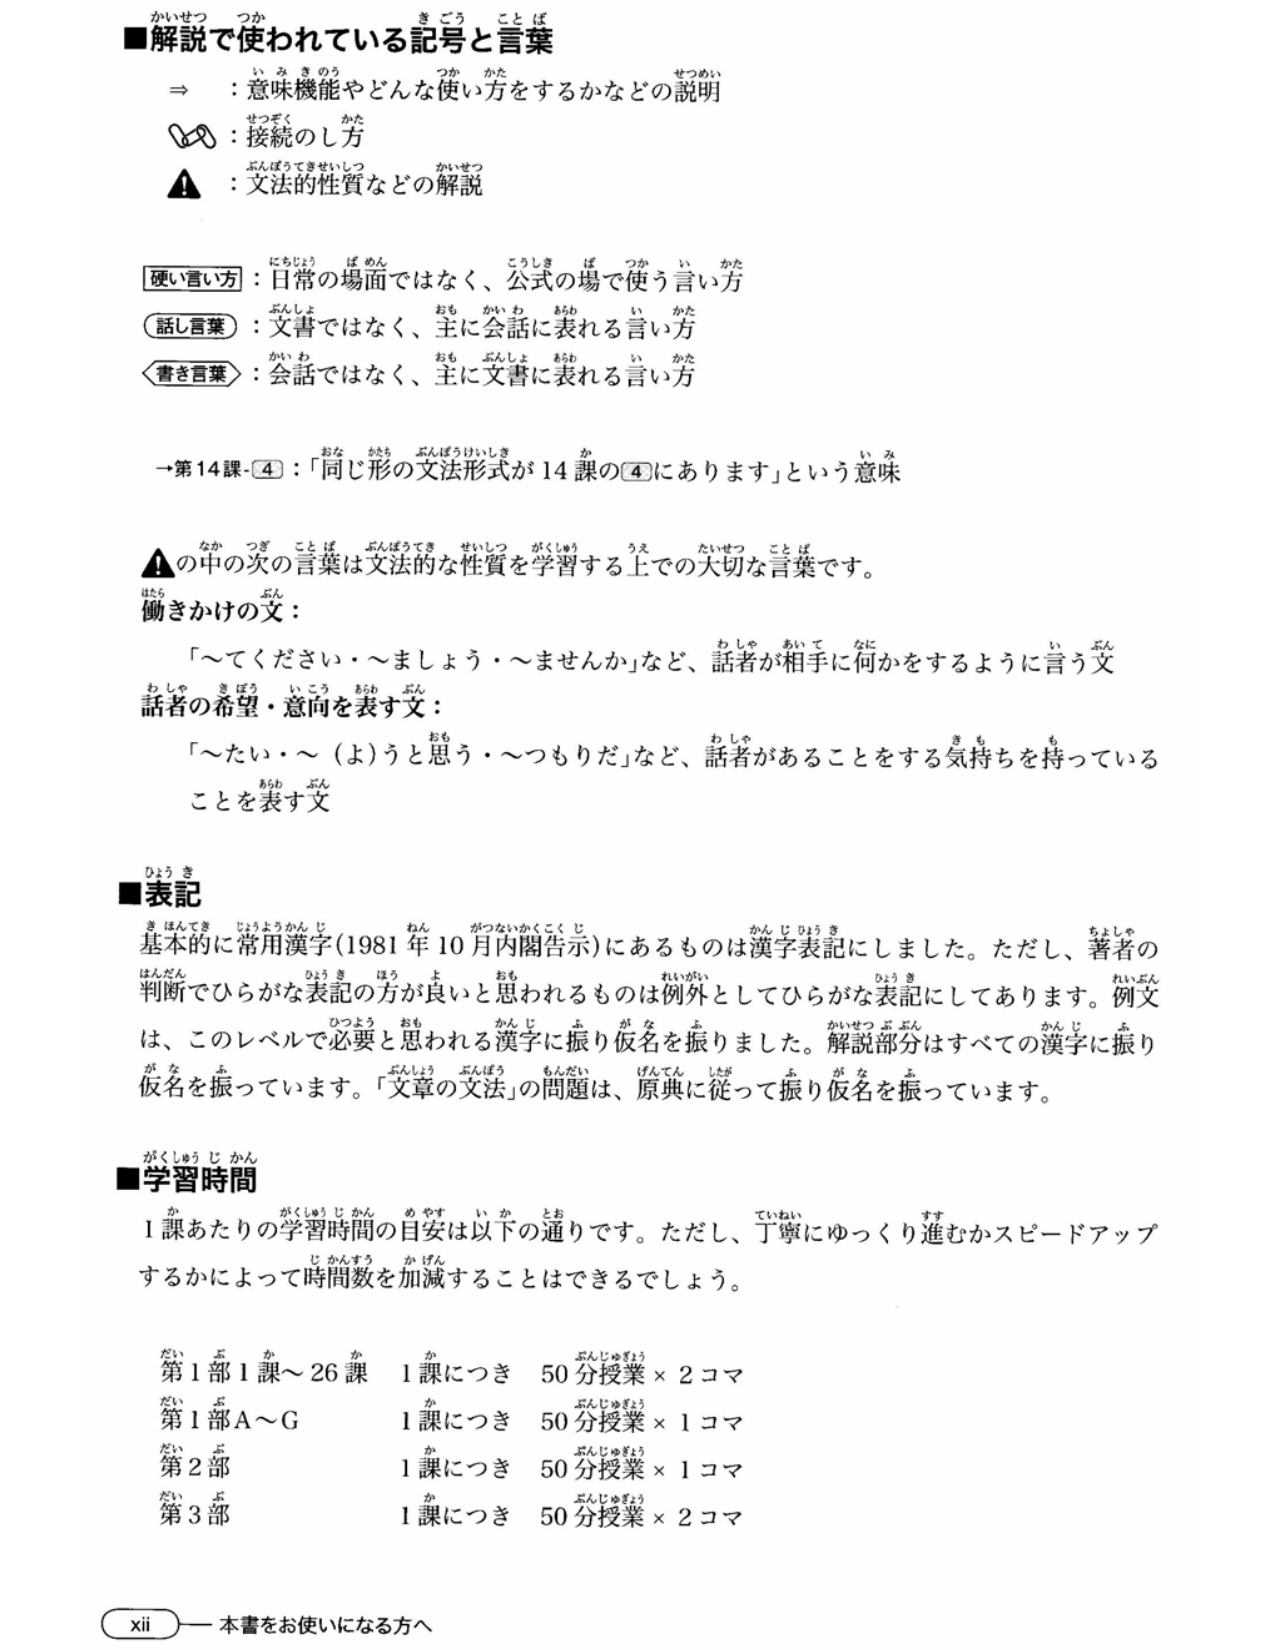 ■解説で使われている記号と言葉
⇒ ：意味機能やどんな使い方をするかなどの説明
：接続のし方
：文法的性質などの解説
硬い言い方：日常の場面ではなく、公式の場で使う言い方
話し言葉：文書ではなく、主に会話に表れる言い方
書き言葉：会話ではなく、主に文書に表れる言い方
→第14課-4：「同じ形の文法形式が14課の4にあります」という意味
の中の次の言葉は文法的な性質を学習する上での大切な言葉です。
働きかけの文：
「～てください・～ましょう・～ませんか」など、話者が相手に何かをするように言う文
話者の希望・意向を表す文：
「～たい・～（よ）うと思う・～つもりだ」など、話者があることをする気持ちを持っている
ことを表す文
■表記
基本的に常用漢字(1981年10月内閣告示)にあるものは漢字表記にしました。ただし、著者の
判断でひらがな表記の方が良いと思われるものは例外としてひらがな表記にしてあります。例文
は、このレベルで必要と思われる漢字に振り仮名を振りました。解説部分はすべての漢字に振り
仮名を振っています。「文章の文法」の問題は、原典に従って振り仮名を振っています。
■学習時間
1課あたりの学習時間の目安は以下の通りです。ただし、丁寧にゆっくり進むかスピードアップ
するかによって時間数を加減することはできるでしょう。
第1部1課～26課 1課につき 50分授業 × 2コマ
第1部A～G 1課につき 50分授業 × 1コマ
第2部 1課につき 50分授業 × 1コマ
第3部 1課につき 50分授業 × 2コマ
xii 本書をお使いになる方へ